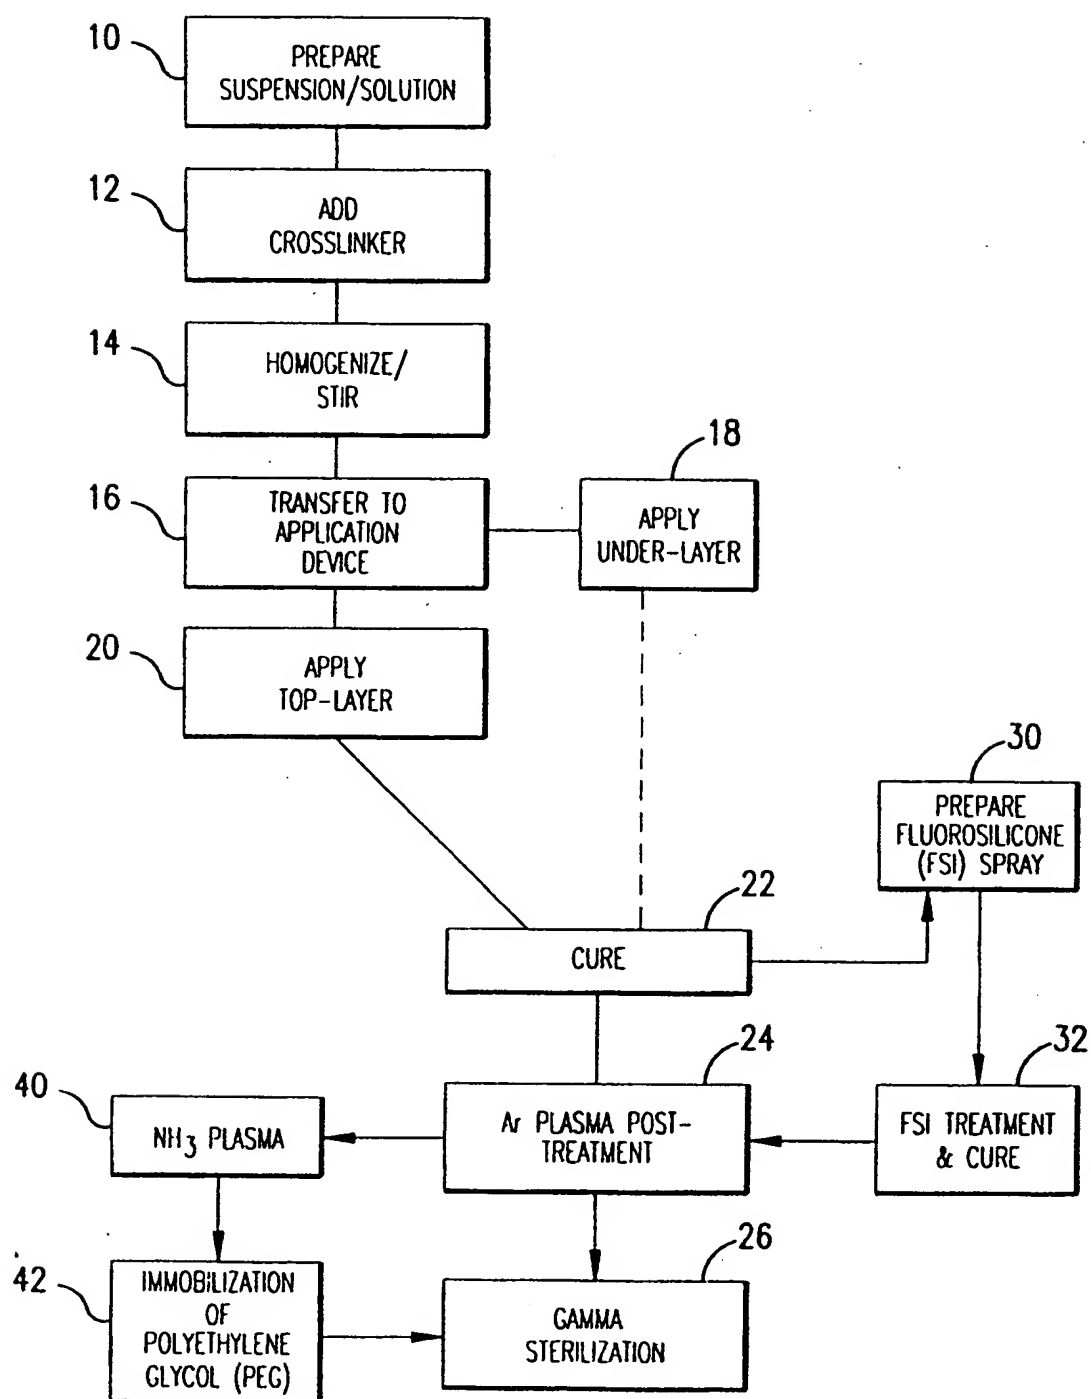 10
PREPARE
SUSPENSION/SOLUTION
12
ADD
CROSSLINKER
14
HOMOGENIZE/
STIR
16
TRANSFER TO
APPLICATION
DEVICE
18
APPLY
UNDER-LAYER
20
APPLY
TOP-LAYER
30
PREPARE
FLUOROSILICONE
(FSI) SPRAY
22
CURE
24
Ar PLASMA POST-
TREATMENT
32
FSI TREATMENT
& CURE
40
NH3 PLASMA
42
IMMOBILIZATION
OF
POLYETHYLENE
GLYCOL (PEG)
26
GAMMA
STERILIZATION